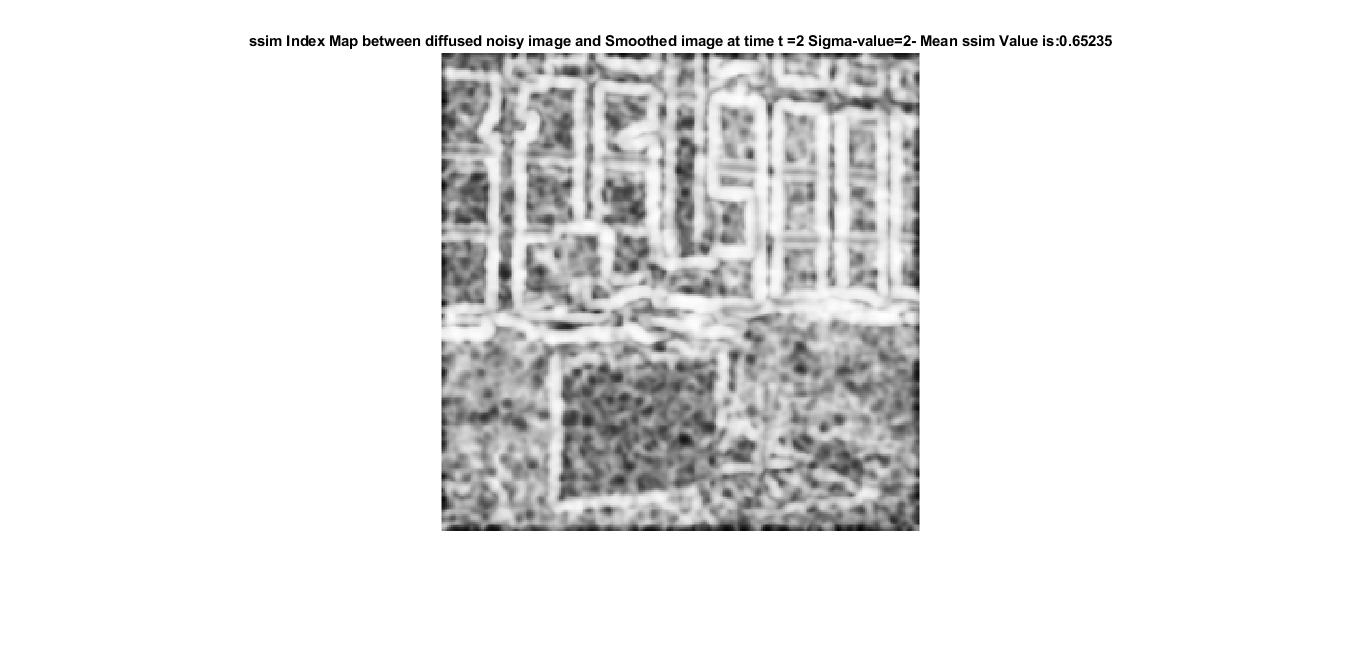 ssim Index Map between diffused noisy image and Smoothed image at time t =2 Sigma-value=2- Mean ssim Value is:0.65235